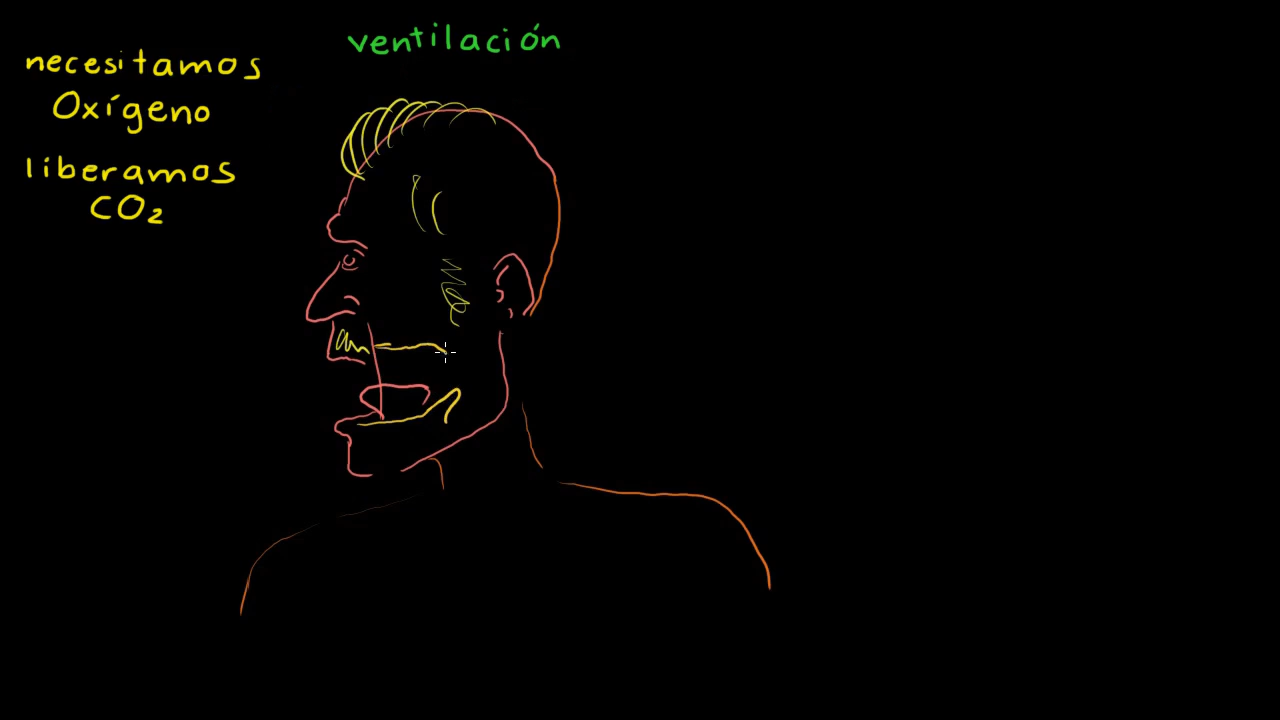 ventilación
necesitamos
Oxígeno
liberamos
CO₂